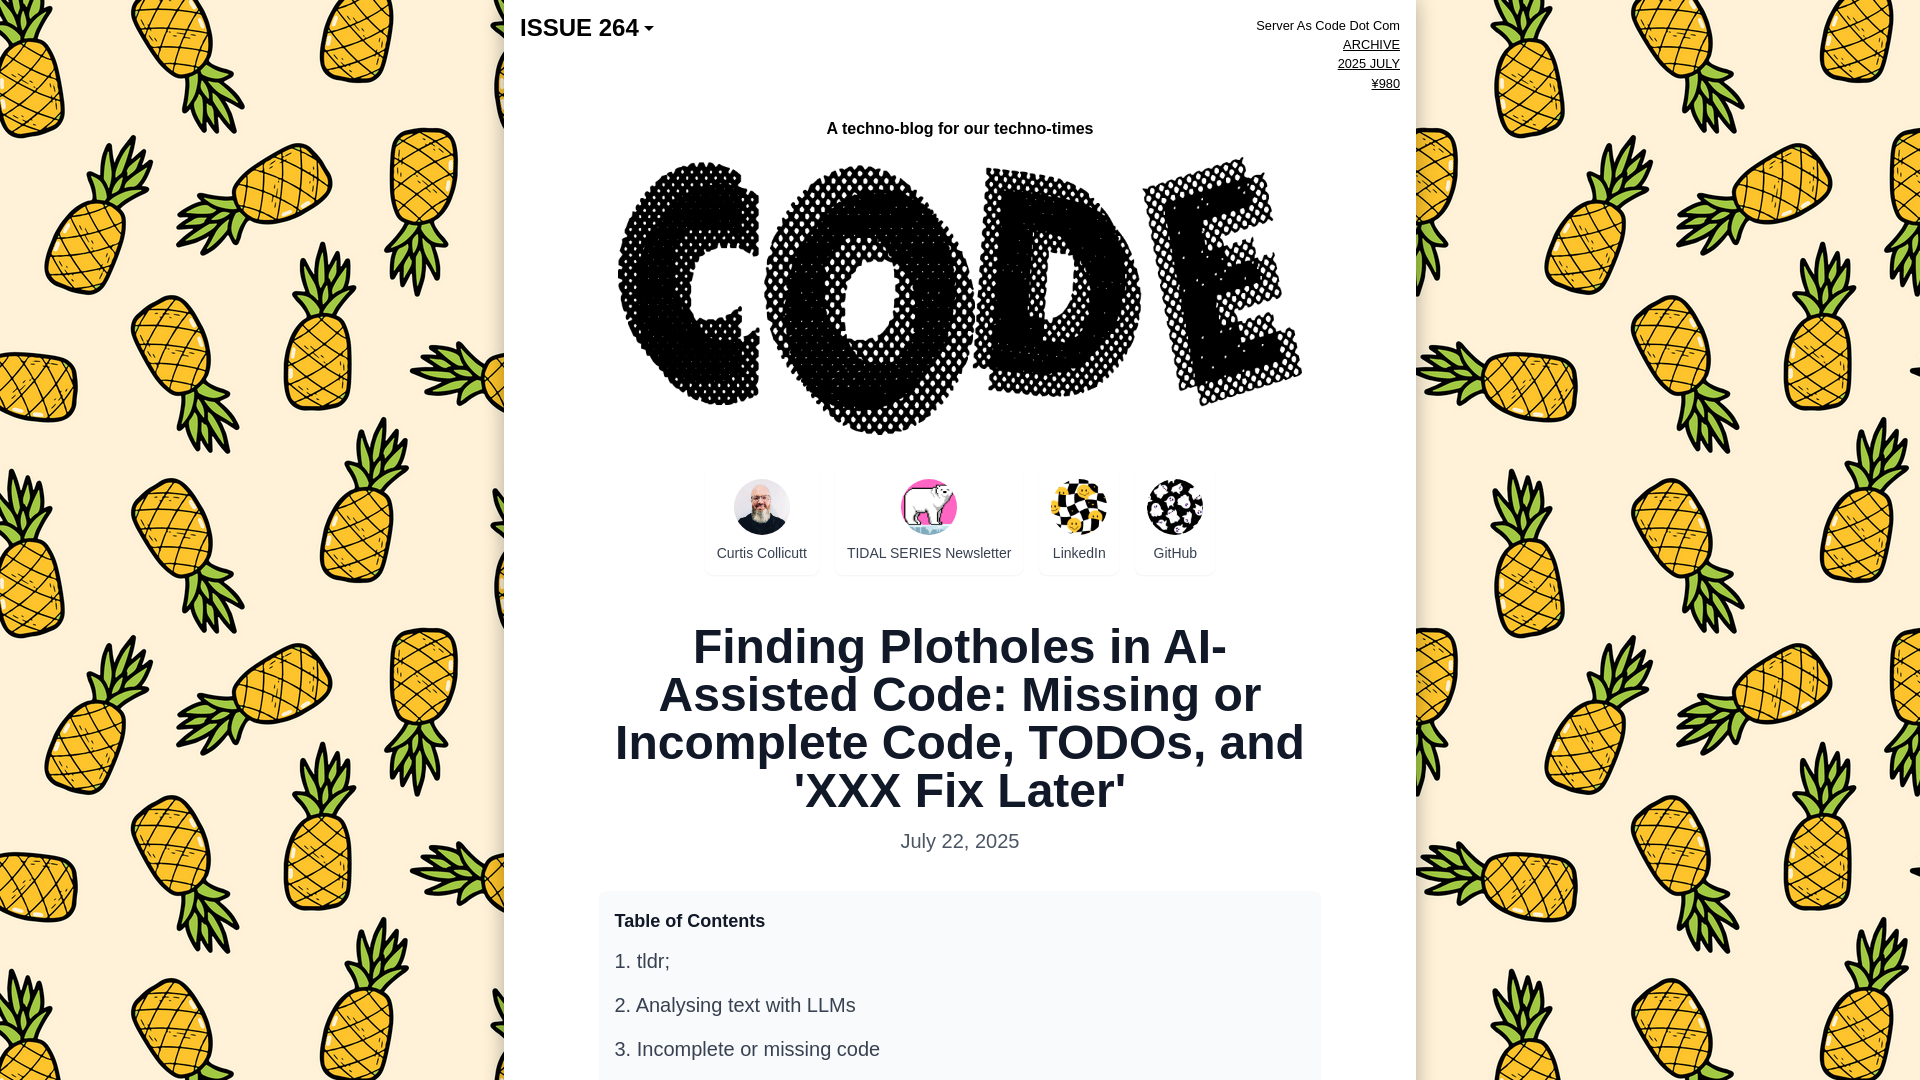 ISSUE 264
Server As Code Dot Com
ARCHIVE
2025 JULY
¥980
A techno-blog for our techno-times
CODE
Curtis Collicutt
TIDAL SERIES Newsletter
LinkedIn
GitHub
Finding Plotholes in AI-
Assisted Code: Missing or
Incomplete Code, TODOs, and
'XXX Fix Later'
July 22, 2025
Table of Contents
1. tldr;
2. Analysing text with LLMs
3. Incomplete or missing code